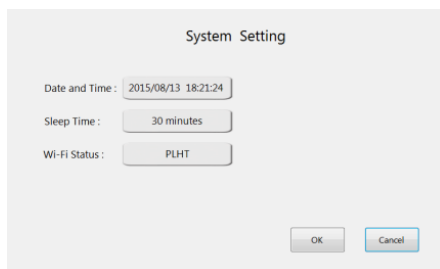 System Setting
Date and Time : 2015/08/13 18:21:24
Sleep Time : 30 minutes
Wi-Fi Status : PLHT
OK Cancel